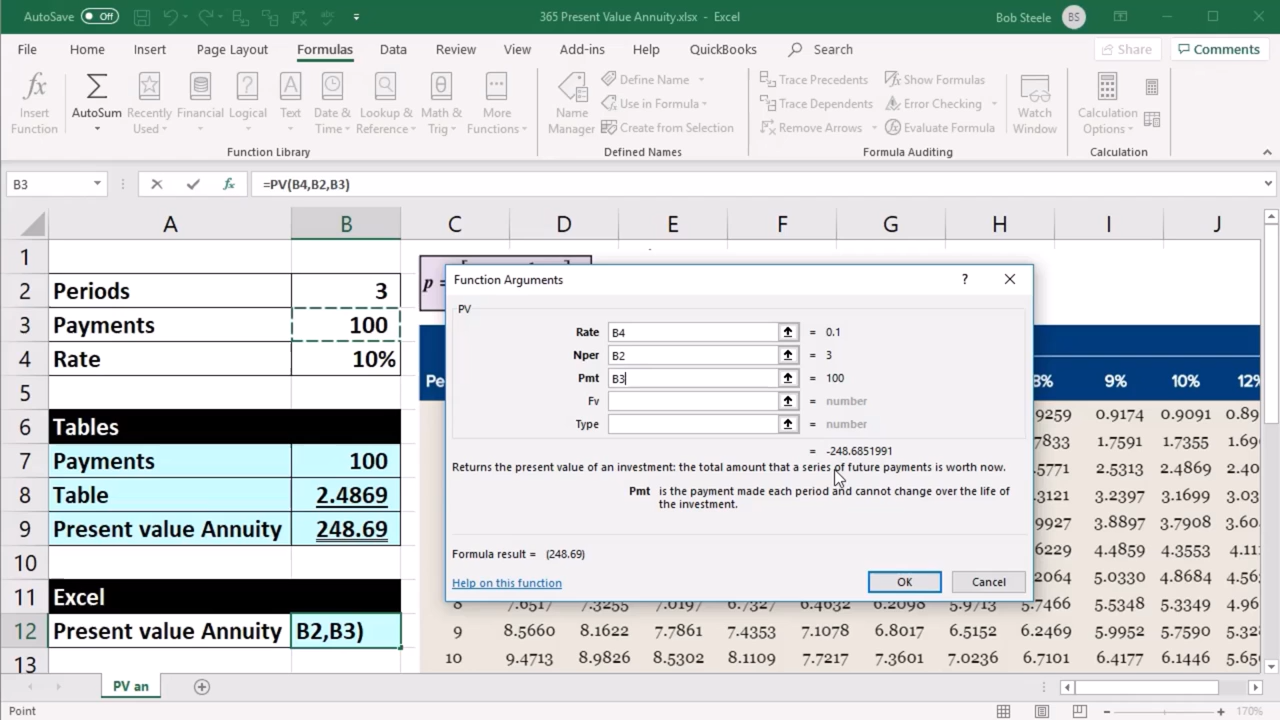 AutoSave Off 365 Present Value Annuity.xlsx - Excel Bob Steele BS
File Home Insert Page Layout Formulas Data Review View Add-ins Help QuickBooks Search Share Comments
fx Σ A θ
Insert Function
AutoSum
Recently Used
Financial
Logical
Text
Date & Time
Lookup & Reference
Math & Trig
More Functions
Function Library
Name Manager
Define Name
Use in Formula
Create from Selection
Defined Names
Trace Precedents
Trace Dependents
Remove Arrows
Show Formulas
Error Checking
Evaluate Formula
Formula Auditing
Watch Window
Calculation Options
Calculation
B3 fx =PV(B4,B2,B3)
A B C D E F G H I J
1
2 Periods 3
3 Payments 100
4 Rate 10%
5
6 Tables
7 Payments 100
8 Table 2.4869
9 Present value Annuity 248.69
10
11 Excel
12 Present value Annuity B2,B3)
13
p =
Pe 8% 9% 10% 12%
.9259 0.9174 0.9091 0.89
.7833 1.7591 1.7355 1.69
.5771 2.5313 2.4869 2.40
.3121 3.2397 3.1699 3.03
.9927 3.8897 3.7908 3.60
.6229 4.4859 4.3553 4.11
.2064 5.0330 4.8684 4.56
8 7.6517 7.3255 7.0197 6.7327 6.4632 6.2098 5.9713 5.7466 5.5348 5.3349 4.96
9 8.5660 8.1622 7.7861 7.4353 7.1078 6.8017 6.5152 6.2469 5.9952 5.7590 5.32
10 9.4713 8.9826 8.5302 8.1109 7.7217 7.3601 7.0236 6.7101 6.4177 6.1446 5.65
Function Arguments ?
PV
Rate B4 = 0.1
Nper B2 = 3
Pmt B3 = 100
Fv = number
Type = number
= -248.6851991
Returns the present value of an investment: the total amount that a series of future payments is worth now.
Pmt is the payment made each period and cannot change over the life of
the investment.
Formula result = (248.69)
Help on this function OK Cancel
PV an
Point 170%